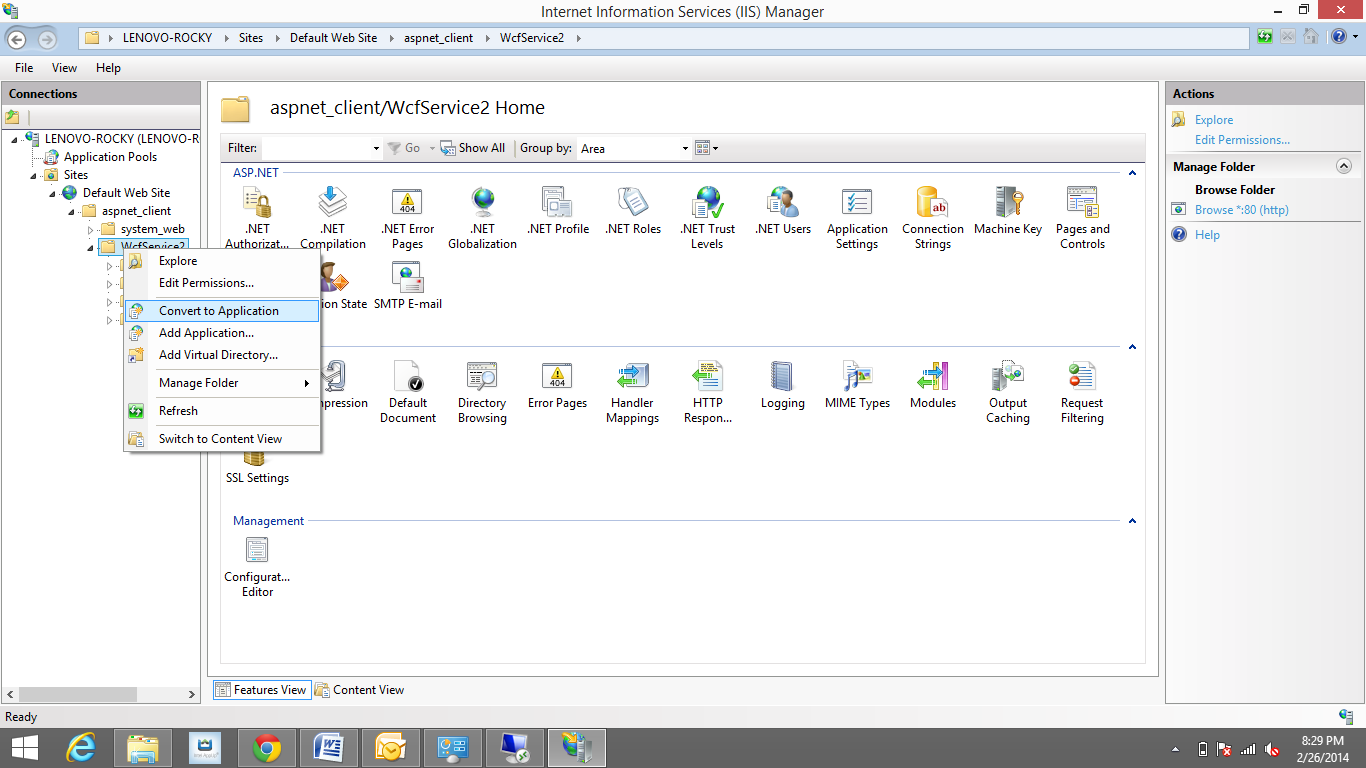 Internet Information Services (IIS) Manager
LENOVO-ROCKY Sites Default Web Site aspnet_client WcfService2
File View Help
Connections
LENOVO-ROCKY (LENOVO-R
Application Pools
Sites
Default Web Site
aspnet_client
system_web
WcfService2
Explore
Edit Permissions...
Convert to Application
Add Application...
Add Virtual Directory...
Manage Folder
Refresh
Switch to Content View
aspnet_client/WcfService2 Home
Filter: Go Show All Group by: Area
ASP.NET
.NET Authorizat...
.NET Compilation
.NET Error Pages
.NET Globalization
.NET Profile
.NET Roles
.NET Trust Levels
.NET Users
Application Settings
Connection Strings
Machine Key
Pages and Controls
ion State
SMTP E-mail
pression
Default Document
Directory Browsing
404
Error Pages
Handler Mappings
HTTP Respon...
Logging
MIME Types
Modules
Output Caching
Request Filtering
SSL Settings
Management
Configurat... Editor
Features View Content View
Actions
Explore
Edit Permissions...
Manage Folder
Browse Folder
Browse *:80 (http)
Help
Ready
8:29 PM
2/26/2014